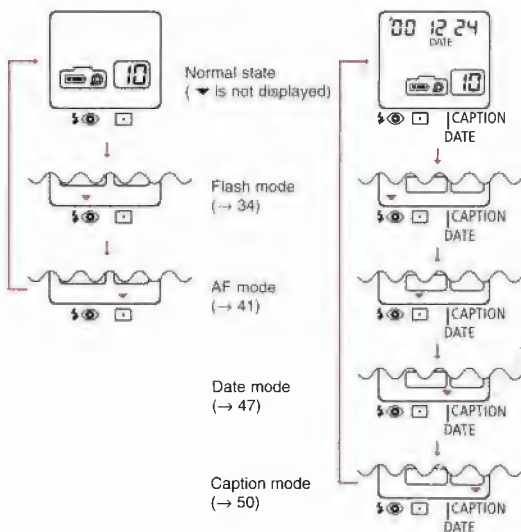 10
Normal state
( ▼ is not displayed)
Flash mode
(→ 34)
AF mode
(→ 41)
Date mode
(→ 47)
Caption mode
(→ 50)
'00 12 24
DATE
10
CAPTION
DATE
CAPTION
DATE
CAPTION
DATE
CAPTION
DATE
CAPTION
DATE